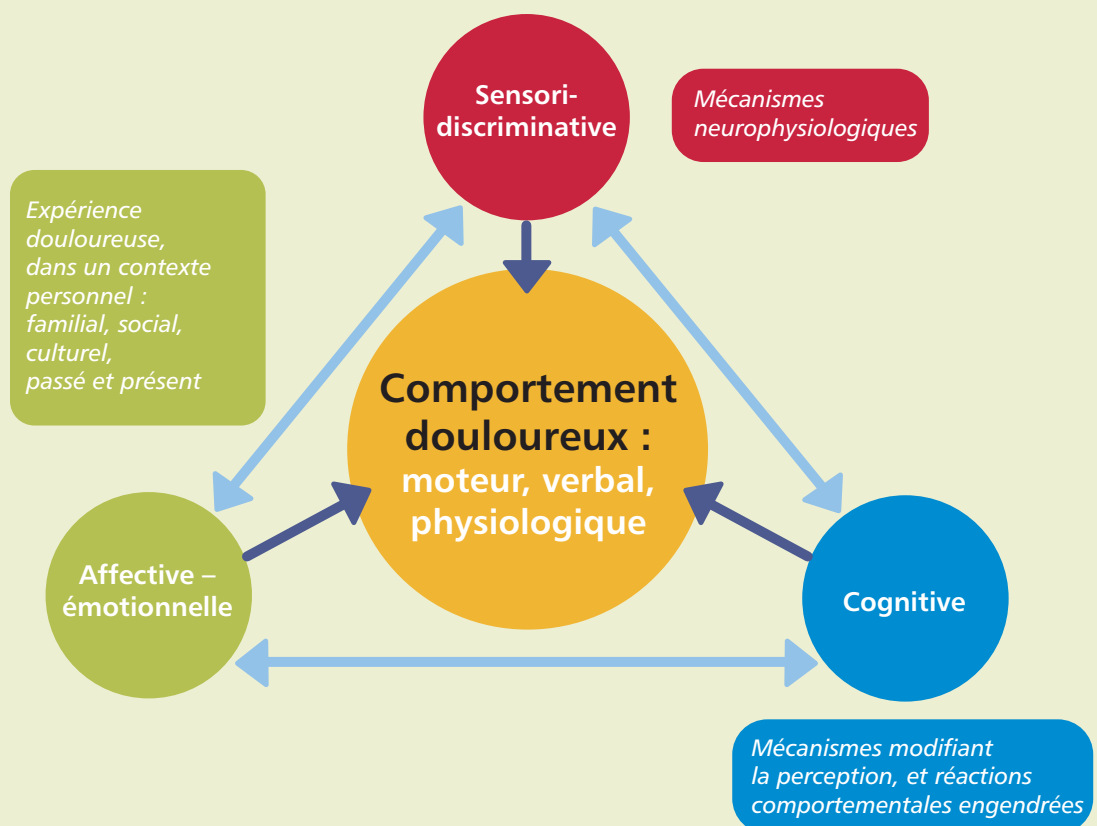 Sensori-
discriminative
Mécanismes
neurophysiologiques
Expérience
douloureuse,
dans un contexte
personnel :
familial, social,
culturel,
passé et présent
Comportement
douloureux :
moteur, verbal,
physiologique
Affective –
émotionnelle
Cognitive
Mécanismes modifiant
la perception, et réactions
comportementales engendrées